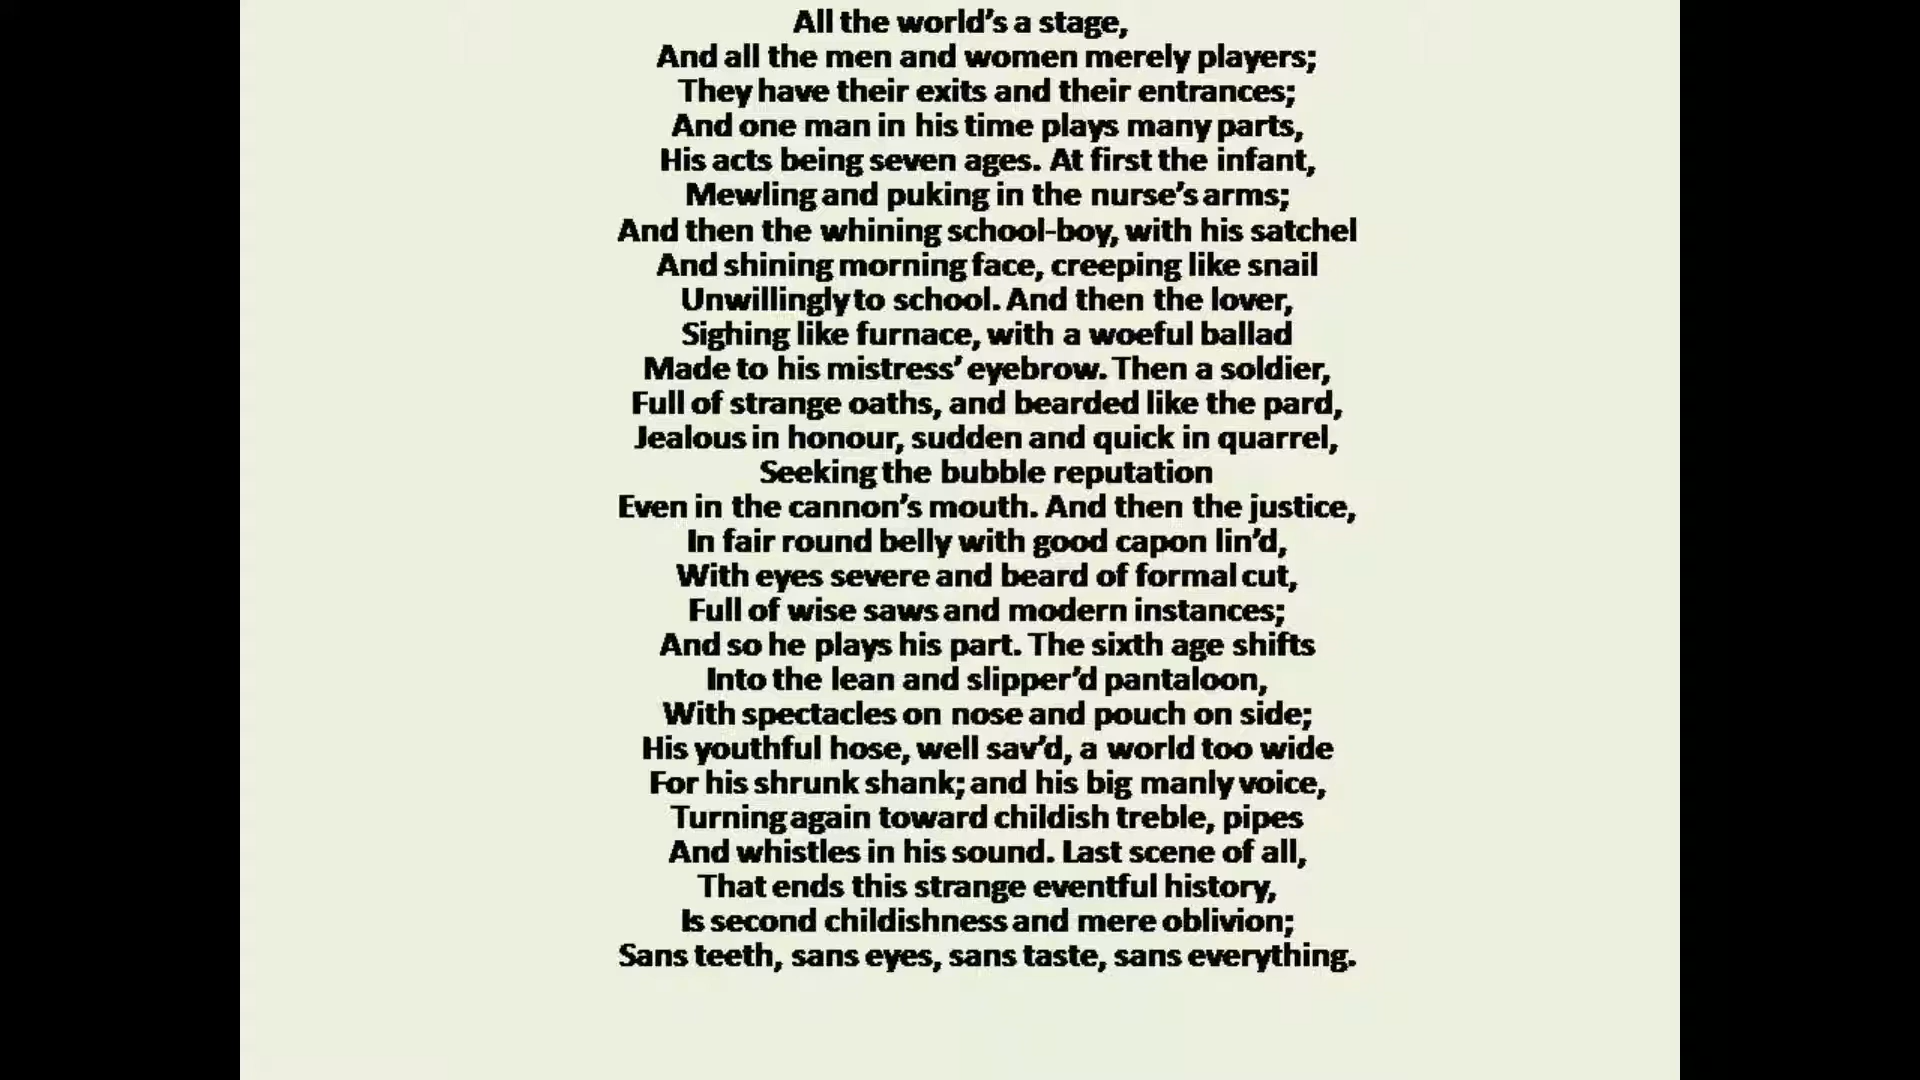 All the world’s a stage,
And all the men and women merely players;
They have their exits and their entrances;
And one man in his time plays many parts,
His acts being seven ages. At first the infant,
Mewling and puking in the nurse’s arms;
And then the whining school-boy, with his satchel
And shining morning face, creeping like snail
Unwillingly to school. And then the lover,
Sighing like furnace, with a woeful ballad
Made to his mistress’ eyebrow. Then a soldier,
Full of strange oaths, and bearded like the pard,
Jealous in honour, sudden and quick in quarrel,
Seeking the bubble reputation
Even in the cannon’s mouth. And then the justice,
In fair round belly with good capon lin’d,
With eyes severe and beard of formal cut,
Full of wise saws and modern instances;
And so he plays his part. The sixth age shifts
Into the lean and slipper’d pantaloon,
With spectacles on nose and pouch on side;
His youthful hose, well sav’d, a world too wide
For his shrunk shank; and his big manly voice,
Turning again toward childish treble, pipes
And whistles in his sound. Last scene of all,
That ends this strange eventful history,
Is second childishness and mere oblivion;
Sans teeth, sans eyes, sans taste, sans everything.